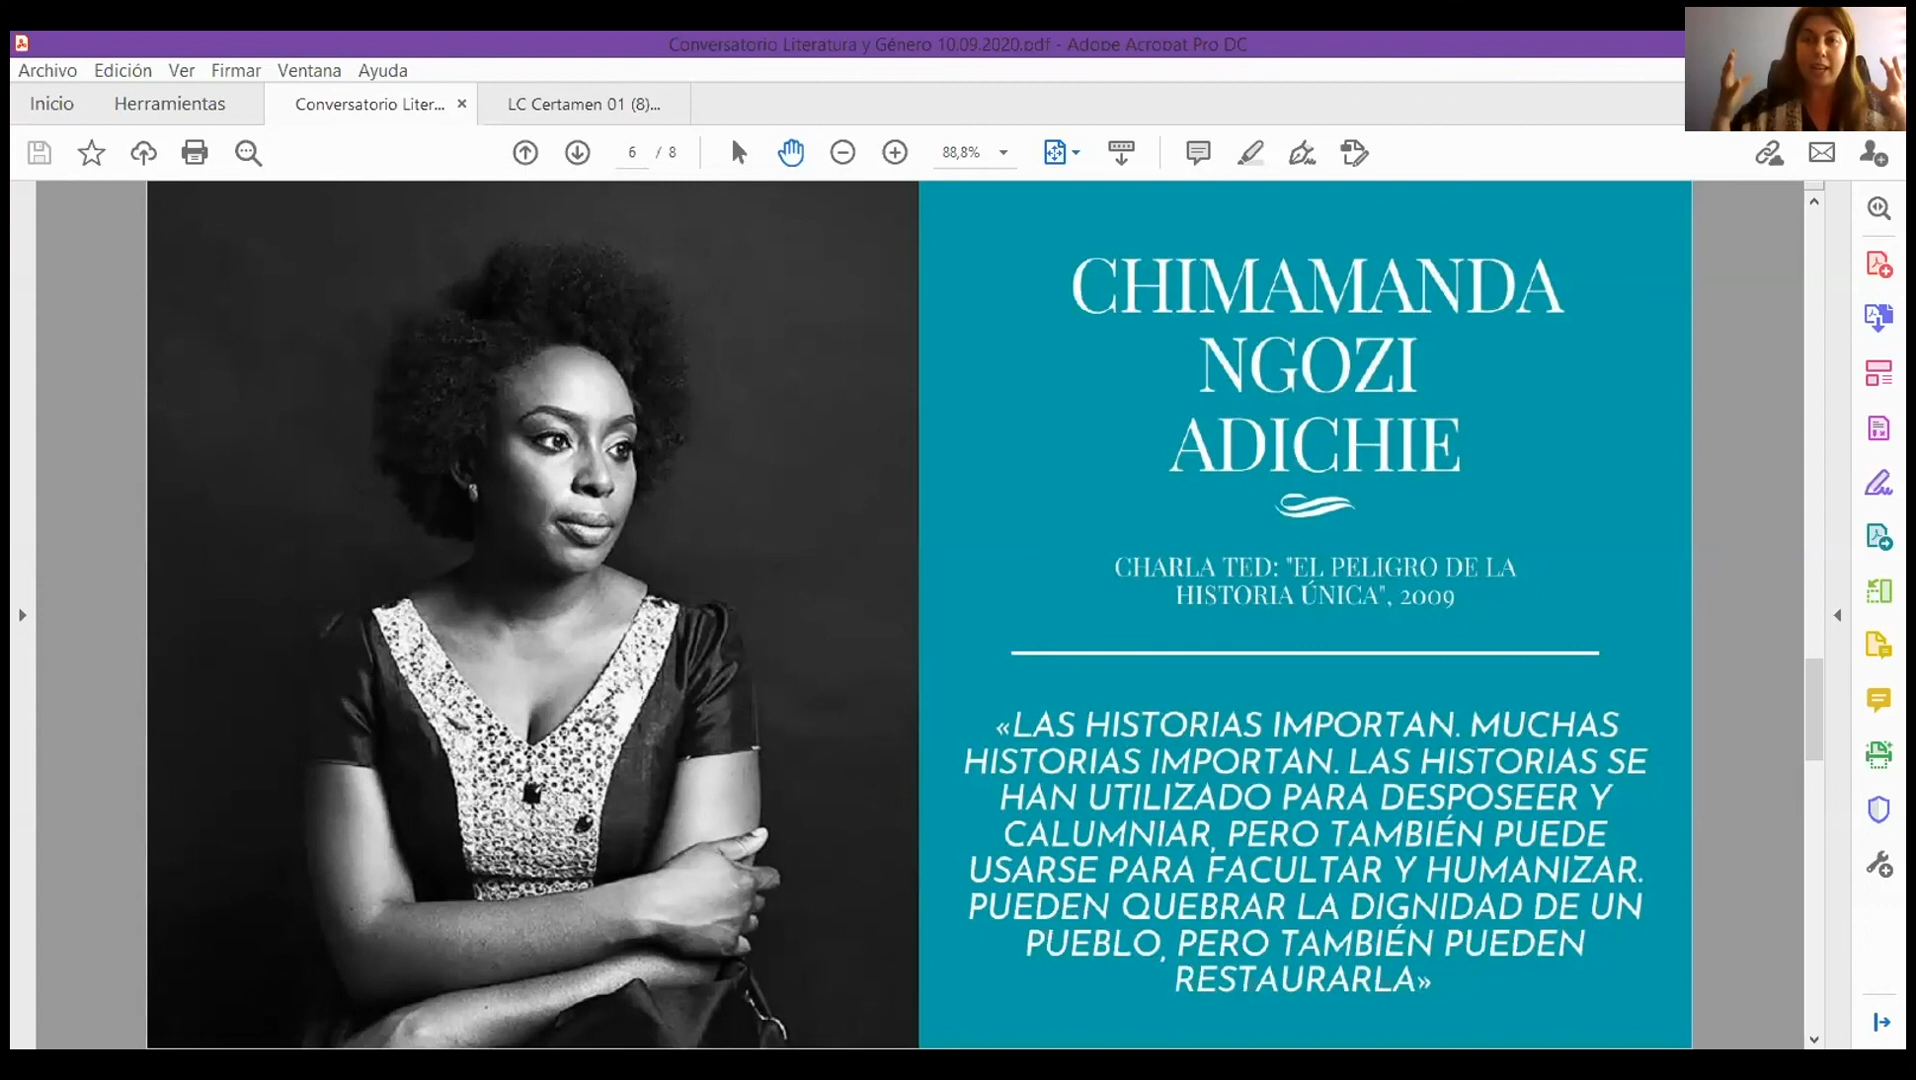 Conversatorio Literatura y Género 10.09.2020.pdf - Adobe Acrobat Pro DC
Archivo Edición Ver Firmar Ventana Ayuda
Inicio Herramientas Conversatorio Liter... × LC Certamen 01 (8)...
6 / 8 88,8%
CHIMAMANDA
NGOZI
ADICHIE
CHARLA TED: "EL PELIGRO DE LA
HISTORIA ÚNICA", 2009
«LAS HISTORIAS IMPORTAN. MUCHAS
HISTORIAS IMPORTAN. LAS HISTORIAS SE
HAN UTILIZADO PARA DESPOSEER Y
CALUMNIAR, PERO TAMBIÉN PUEDE
USARSE PARA FACULTAR Y HUMANIZAR.
PUEDEN QUEBRAR LA DIGNIDAD DE UN
PUEBLO, PERO TAMBIÉN PUEDEN
RESTAURARLA»